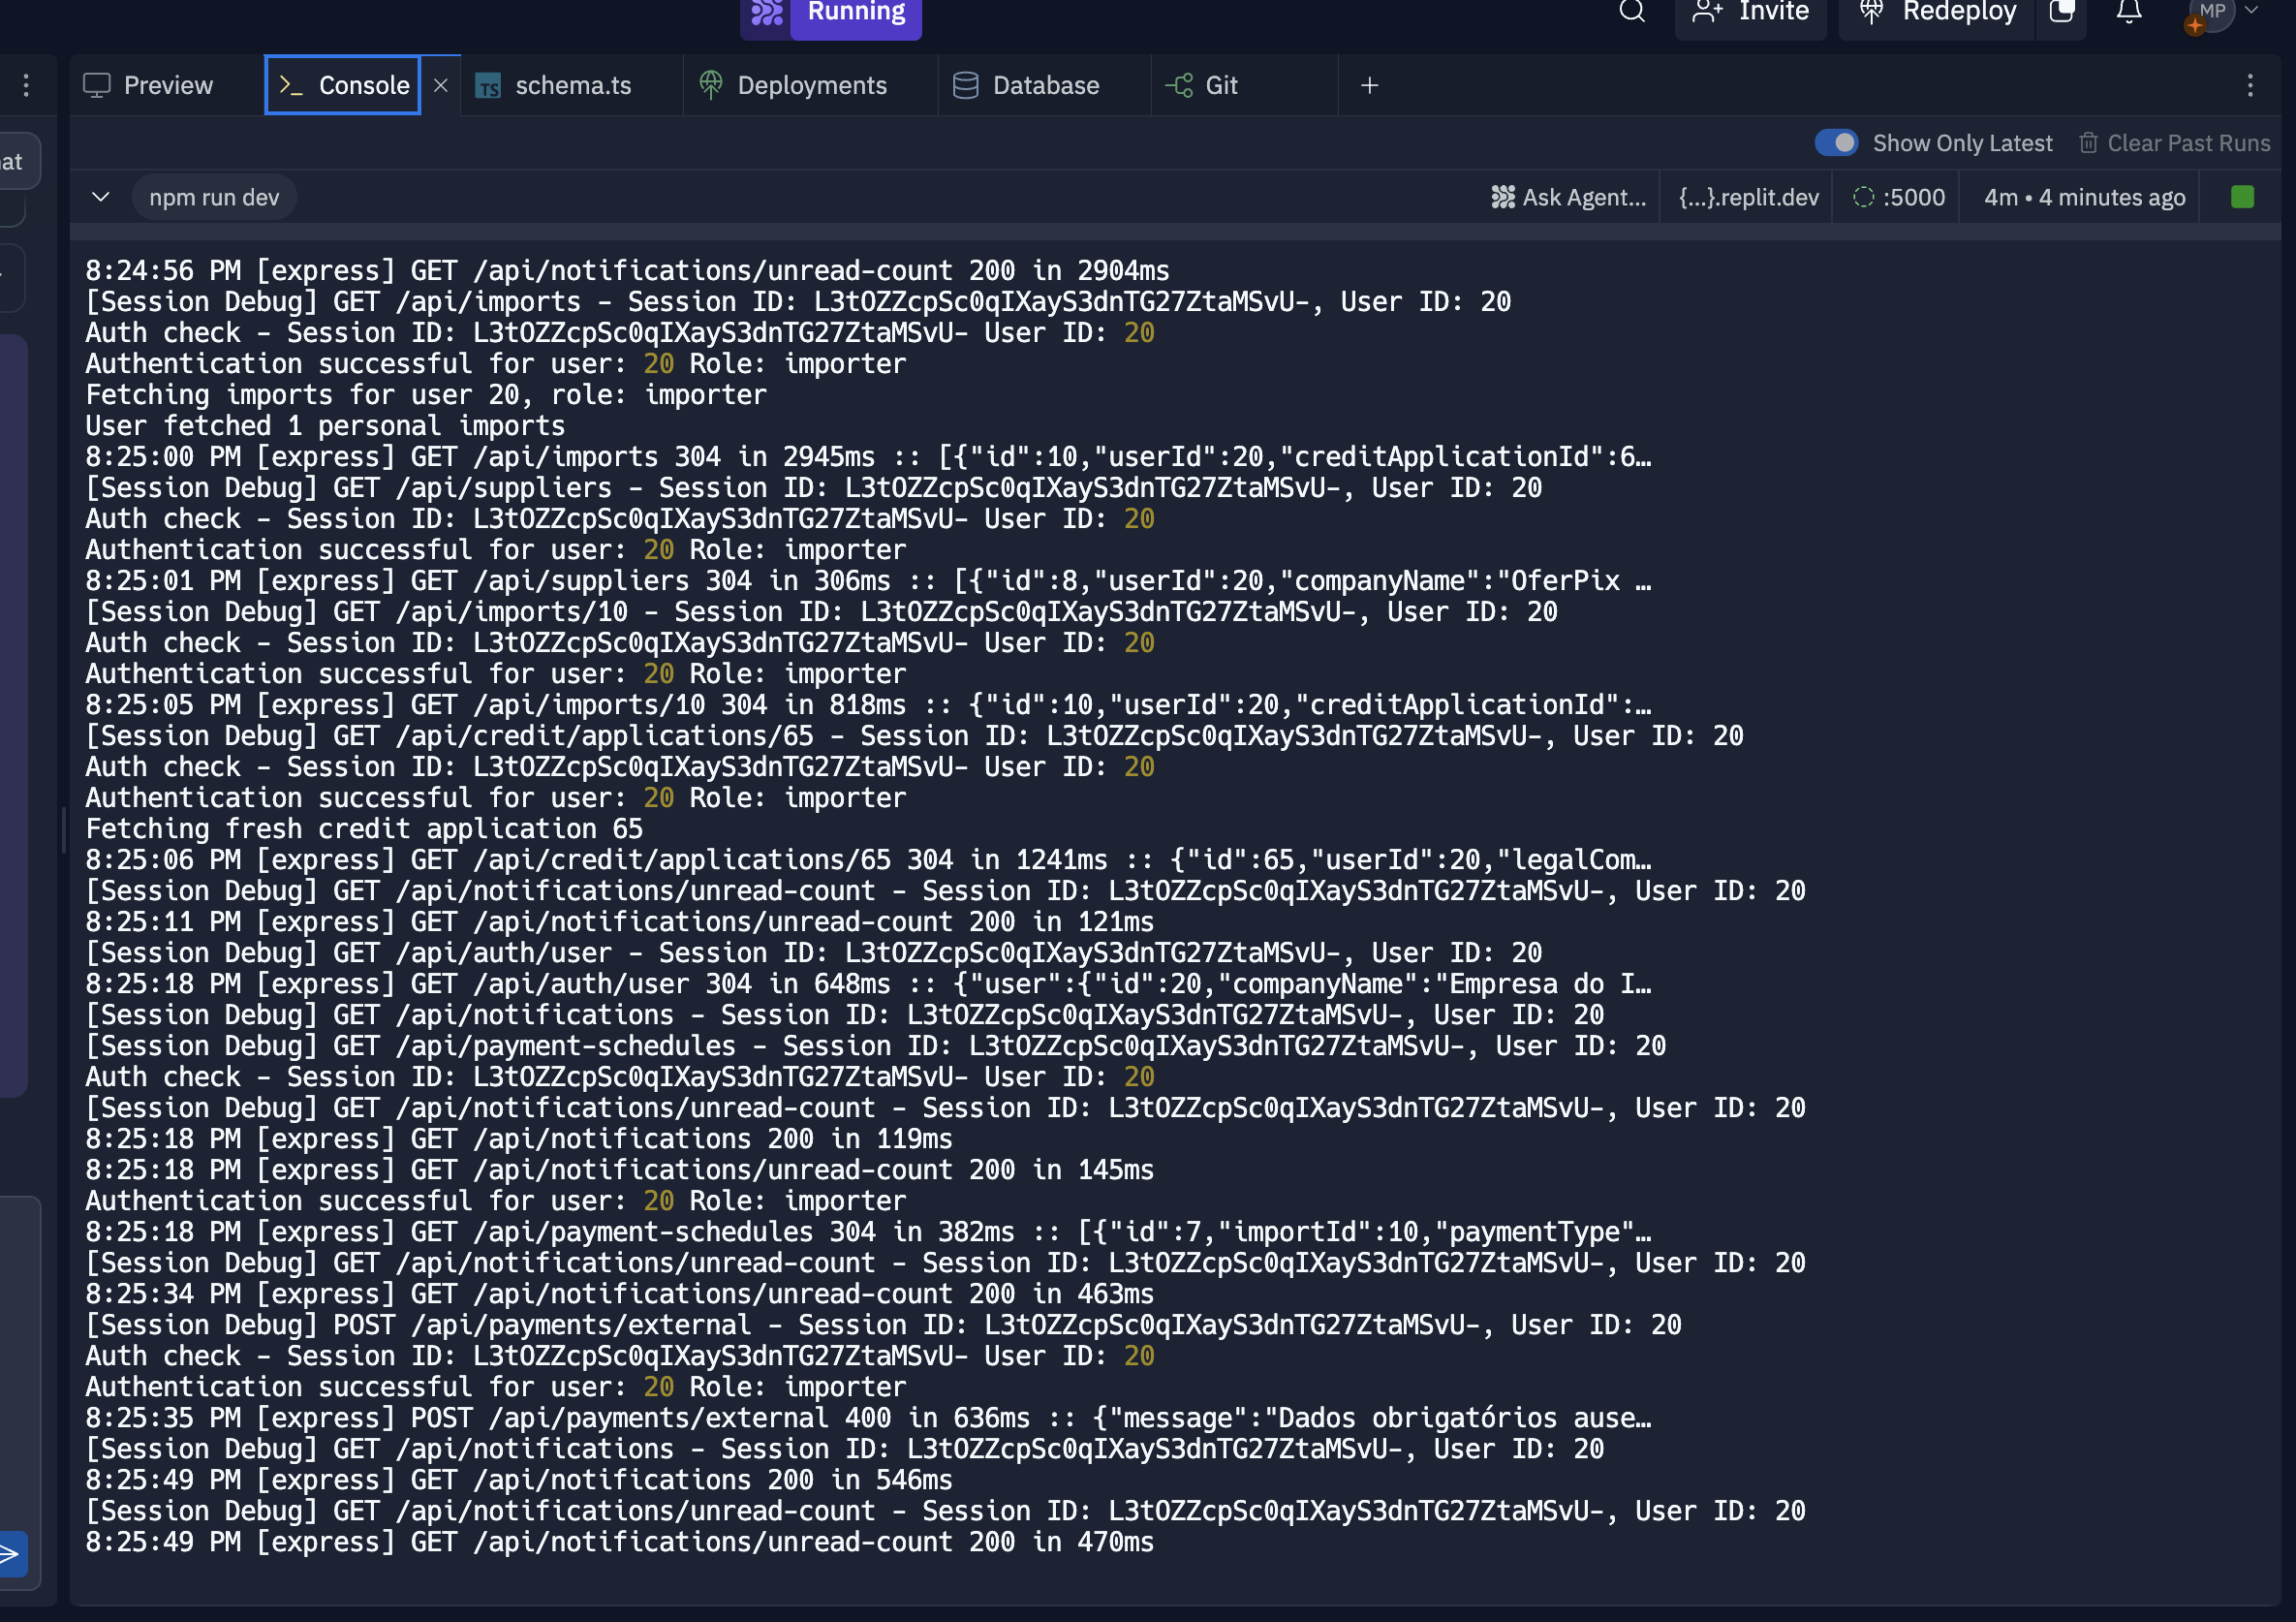 Running
Invite
Redeploy
MP
Preview
Console
TS schema.ts
Deployments
Database
Git
at
Show Only Latest
Clear Past Runs
npm run dev
Ask Agent...
{...}.replit.dev
:5000
4m • 4 minutes ago
8:24:56 PM [express] GET /api/notifications/unread-count 200 in 2904ms
[Session Debug] GET /api/imports - Session ID: L3tOZZcpSc0qIXayS3dnTG27ZtaMSvU-, User ID: 20
Auth check - Session ID: L3tOZZcpSc0qIXayS3dnTG27ZtaMSvU- User ID: 20
Authentication successful for user: 20 Role: importer
Fetching imports for user 20, role: importer
User fetched 1 personal imports
8:25:00 PM [express] GET /api/imports 304 in 2945ms :: [{"id":10,"userId":20,"creditApplicationId":6…
[Session Debug] GET /api/suppliers - Session ID: L3tOZZcpSc0qIXayS3dnTG27ZtaMSvU-, User ID: 20
Auth check - Session ID: L3tOZZcpSc0qIXayS3dnTG27ZtaMSvU- User ID: 20
Authentication successful for user: 20 Role: importer
8:25:01 PM [express] GET /api/suppliers 304 in 306ms :: [{"id":8,"userId":20,"companyName":"OferPix …
[Session Debug] GET /api/imports/10 - Session ID: L3tOZZcpSc0qIXayS3dnTG27ZtaMSvU-, User ID: 20
Auth check - Session ID: L3tOZZcpSc0qIXayS3dnTG27ZtaMSvU- User ID: 20
Authentication successful for user: 20 Role: importer
8:25:05 PM [express] GET /api/imports/10 304 in 818ms :: {"id":10,"userId":20,"creditApplicationId":…
[Session Debug] GET /api/credit/applications/65 - Session ID: L3tOZZcpSc0qIXayS3dnTG27ZtaMSvU-, User ID: 20
Auth check - Session ID: L3tOZZcpSc0qIXayS3dnTG27ZtaMSvU- User ID: 20
Authentication successful for user: 20 Role: importer
Fetching fresh credit application 65
8:25:06 PM [express] GET /api/credit/applications/65 304 in 1241ms :: {"id":65,"userId":20,"legalCom…
[Session Debug] GET /api/notifications/unread-count - Session ID: L3tOZZcpSc0qIXayS3dnTG27ZtaMSvU-, User ID: 20
8:25:11 PM [express] GET /api/notifications/unread-count 200 in 121ms
[Session Debug] GET /api/auth/user - Session ID: L3tOZZcpSc0qIXayS3dnTG27ZtaMSvU-, User ID: 20
8:25:18 PM [express] GET /api/auth/user 304 in 648ms :: {"user":{"id":20,"companyName":"Empresa do I…
[Session Debug] GET /api/notifications - Session ID: L3tOZZcpSc0qIXayS3dnTG27ZtaMSvU-, User ID: 20
[Session Debug] GET /api/payment-schedules - Session ID: L3tOZZcpSc0qIXayS3dnTG27ZtaMSvU-, User ID: 20
Auth check - Session ID: L3tOZZcpSc0qIXayS3dnTG27ZtaMSvU- User ID: 20
[Session Debug] GET /api/notifications/unread-count - Session ID: L3tOZZcpSc0qIXayS3dnTG27ZtaMSvU-, User ID: 20
8:25:18 PM [express] GET /api/notifications 200 in 119ms
8:25:18 PM [express] GET /api/notifications/unread-count 200 in 145ms
Authentication successful for user: 20 Role: importer
8:25:18 PM [express] GET /api/payment-schedules 304 in 382ms :: [{"id":7,"importId":10,"paymentType"…
[Session Debug] GET /api/notifications/unread-count - Session ID: L3tOZZcpSc0qIXayS3dnTG27ZtaMSvU-, User ID: 20
8:25:34 PM [express] GET /api/notifications/unread-count 200 in 463ms
[Session Debug] POST /api/payments/external - Session ID: L3tOZZcpSc0qIXayS3dnTG27ZtaMSvU-, User ID: 20
Auth check - Session ID: L3tOZZcpSc0qIXayS3dnTG27ZtaMSvU- User ID: 20
Authentication successful for user: 20 Role: importer
8:25:35 PM [express] POST /api/payments/external 400 in 636ms :: {"message":"Dados obrigatórios ause…
[Session Debug] GET /api/notifications - Session ID: L3tOZZcpSc0qIXayS3dnTG27ZtaMSvU-, User ID: 20
8:25:49 PM [express] GET /api/notifications 200 in 546ms
[Session Debug] GET /api/notifications/unread-count - Session ID: L3tOZZcpSc0qIXayS3dnTG27ZtaMSvU-, User ID: 20
8:25:49 PM [express] GET /api/notifications/unread-count 200 in 470ms